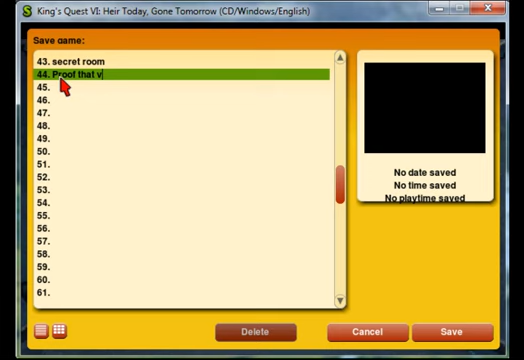 King's Quest VI: Heir Today, Gone Tomorrow (CD/Windows/English)
Save game:
43. secret room
44. Proof that v
45.
46.
47.
48.
49.
50.
51.
52.
53.
54.
55.
56.
57.
58.
59.
60.
61.
No date saved
No time saved
No playtime saved
Delete
Cancel
Save